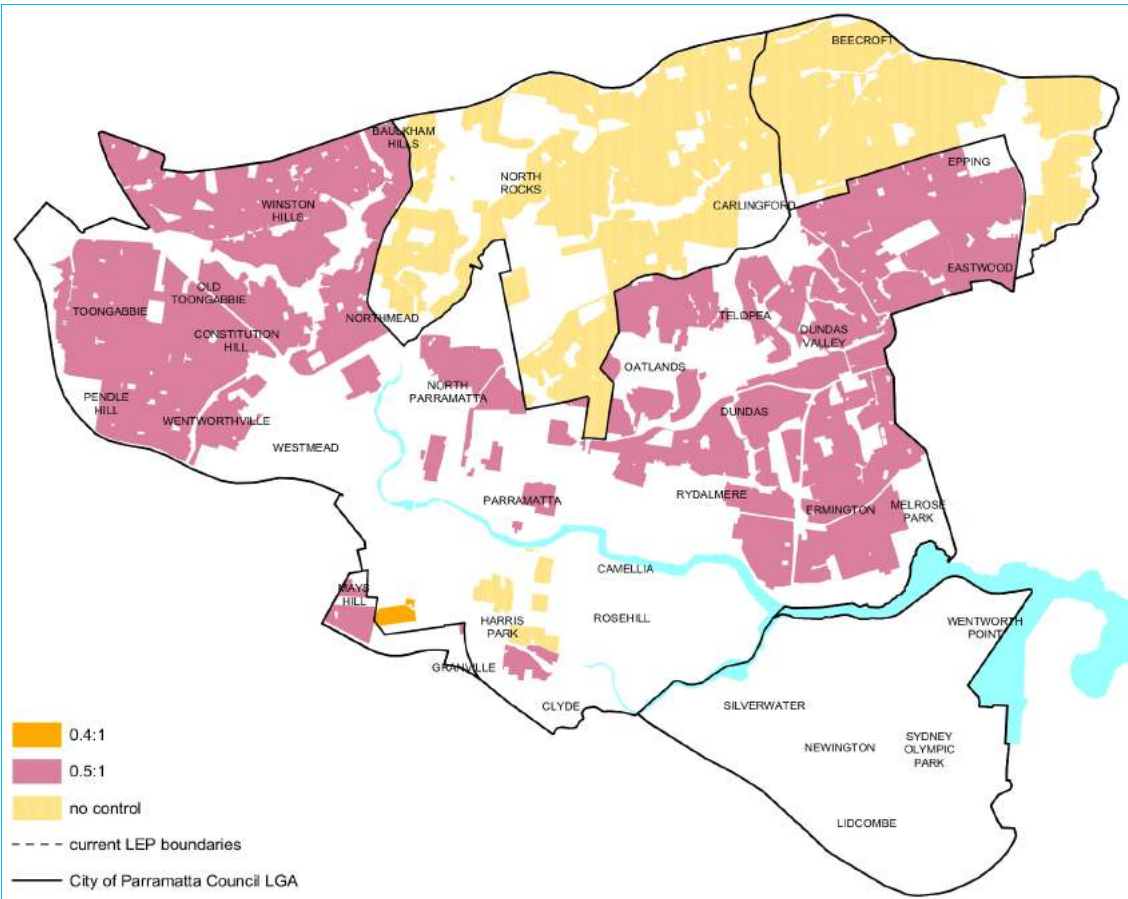 BEECROFT
BAULKHAM
HILLS
EPPING
NORTH
ROCKS
WINSTON
HILLS
CARLINGFORD
EASTWOOD
OLD
TOONGABBIE
TOONGABBIE
NORTHMEAD
TELOPEA
DUNDAS
VALLEY
CONSTITUTION
HILL
OATLANDS
NORTH
PARRAMATTA
PENDLE
HILL
DUNDAS
WENTWORTHVILLE
WESTMEAD
RYDALMERE
PARRAMATTA
ERMINGTON
MELROSE
PARK
CAMELLIA
MAYS
HILL
HARRIS
PARK
ROSEHILL
WENTWORTH
POINT
GRANVILLE
CLYDE
SILVERWATER
NEWINGTON
SYDNEY
OLYMPIC
PARK
LIDCOMBE
0.4:1
0.5:1
no control
current LEP boundaries
City of Parramatta Council LGA